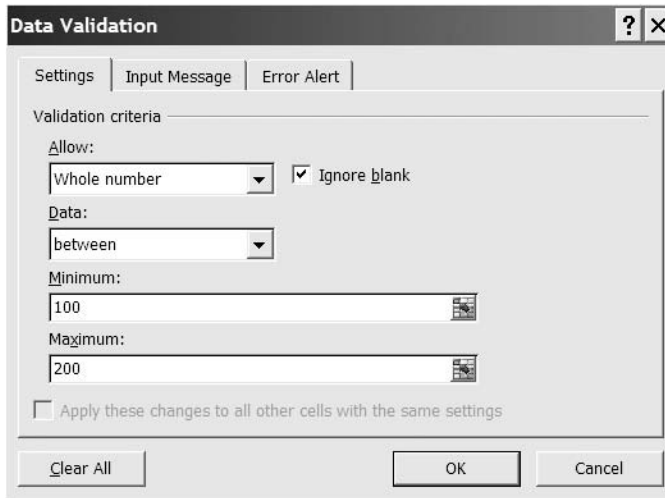 Data Validation ? X
Settings Input Message Error Alert
Validation criteria
Allow:
Whole number Ignore blank
Data:
between
Minimum:
100
Maximum:
200
Apply these changes to all other cells with the same settings
Clear All OK Cancel